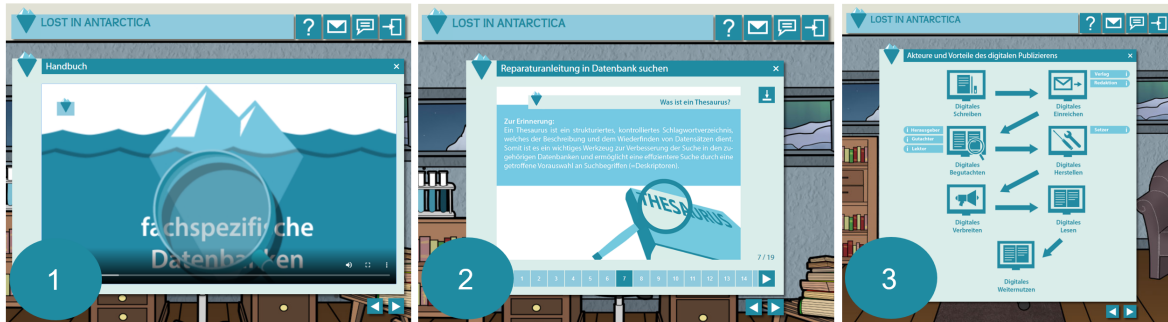 LOST IN ANTARCTICA
Handbuch
fachspezifische
Datenbanken
1
LOST IN ANTARCTICA
Reparaturanleitung in Datenbank suchen
Was ist ein Thesaurus?
Zur Erinnerung:
Ein Thesaurus ist ein strukturiertes, kontrolliertes Schlagwortverzeichnis,
welches der Beschreibung und dem Wiederfinden von Datensätzen dient.
Somit ist es ein wichtiges Werkzeug zur Verbesserung der Suche in den zu-
gehörigen Datenbanken und ermöglicht eine effizientere Suche durch eine
getroffene Vorauswahl an Suchbegriffen (=Deskriptoren).
THESAURUS
7 / 19
1 2 3 4 5 6 7 8 9 10 11 12 13 14
2
LOST IN ANTARCTICA
Akteure und Vorteile des digitalen Publizierens
Verlag
Redaktion
Digitales
Schreiben
Digitales
Einreichen
Herausgeber
Gutachter
Lektor
Setzer
Digitales
Begutachten
Digitales
Herstellen
Digitales
Verbreiten
Digitales
Lesen
Digitales
Weiternutzen
3